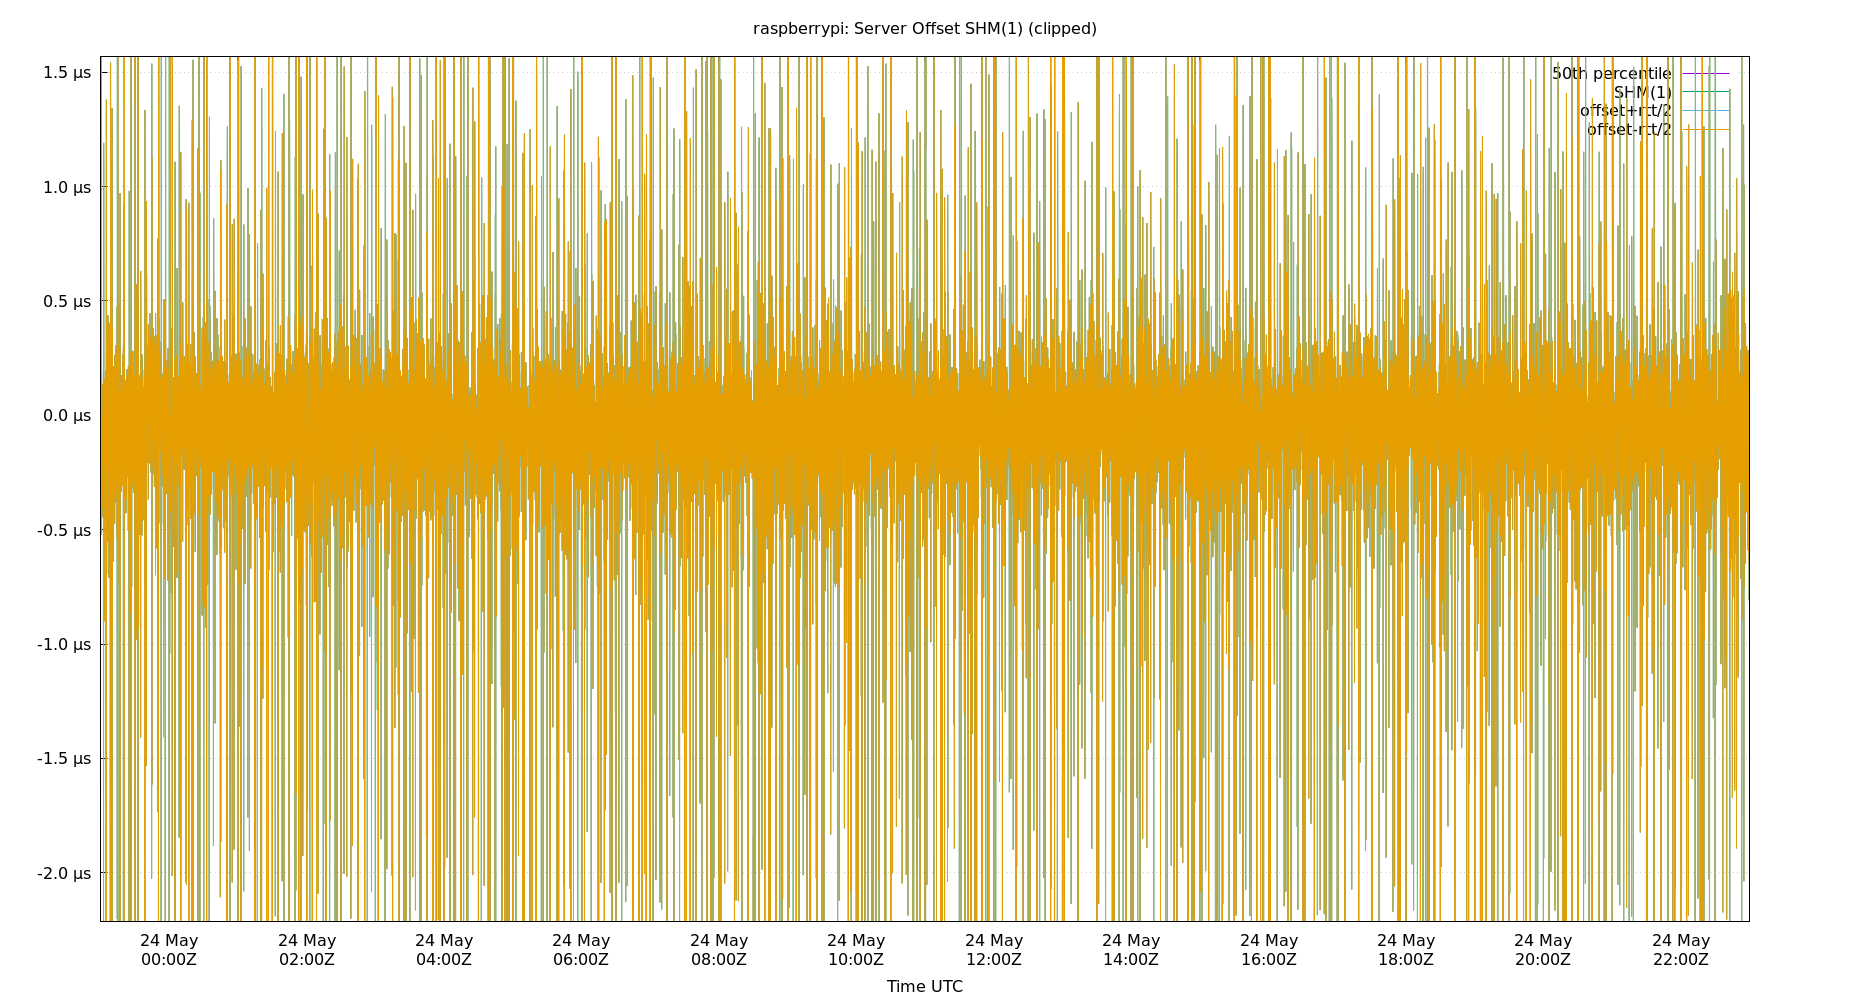 raspberrypi: Server Offset SHM(1) (clipped)
1.5 µs
1.0 µs
0.5 µs
0.0 µs
-0.5 µs
-1.0 µs
-1.5 µs
-2.0 µs
50th percentile
SHM(1)
offset+rtt/2
offset-rtt/2
24 May 24 May 24 May 24 May 24 May 24 May 24 May 24 May 24 May 24 May 24 May 24 May
00:00Z 02:00Z 04:00Z 06:00Z 08:00Z 10:00Z 12:00Z 14:00Z 16:00Z 18:00Z 20:00Z 22:00Z
Time UTC